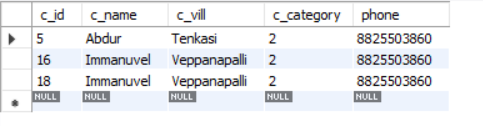 c_id c_name c_vill c_category phone
5 Abdur Tenkasi 2 8825503860
16 Immanuvel Veppanapalli 2 8825503860
18 Immanuvel Veppanapalli 2 8825503860
NULL NULL NULL NULL NULL